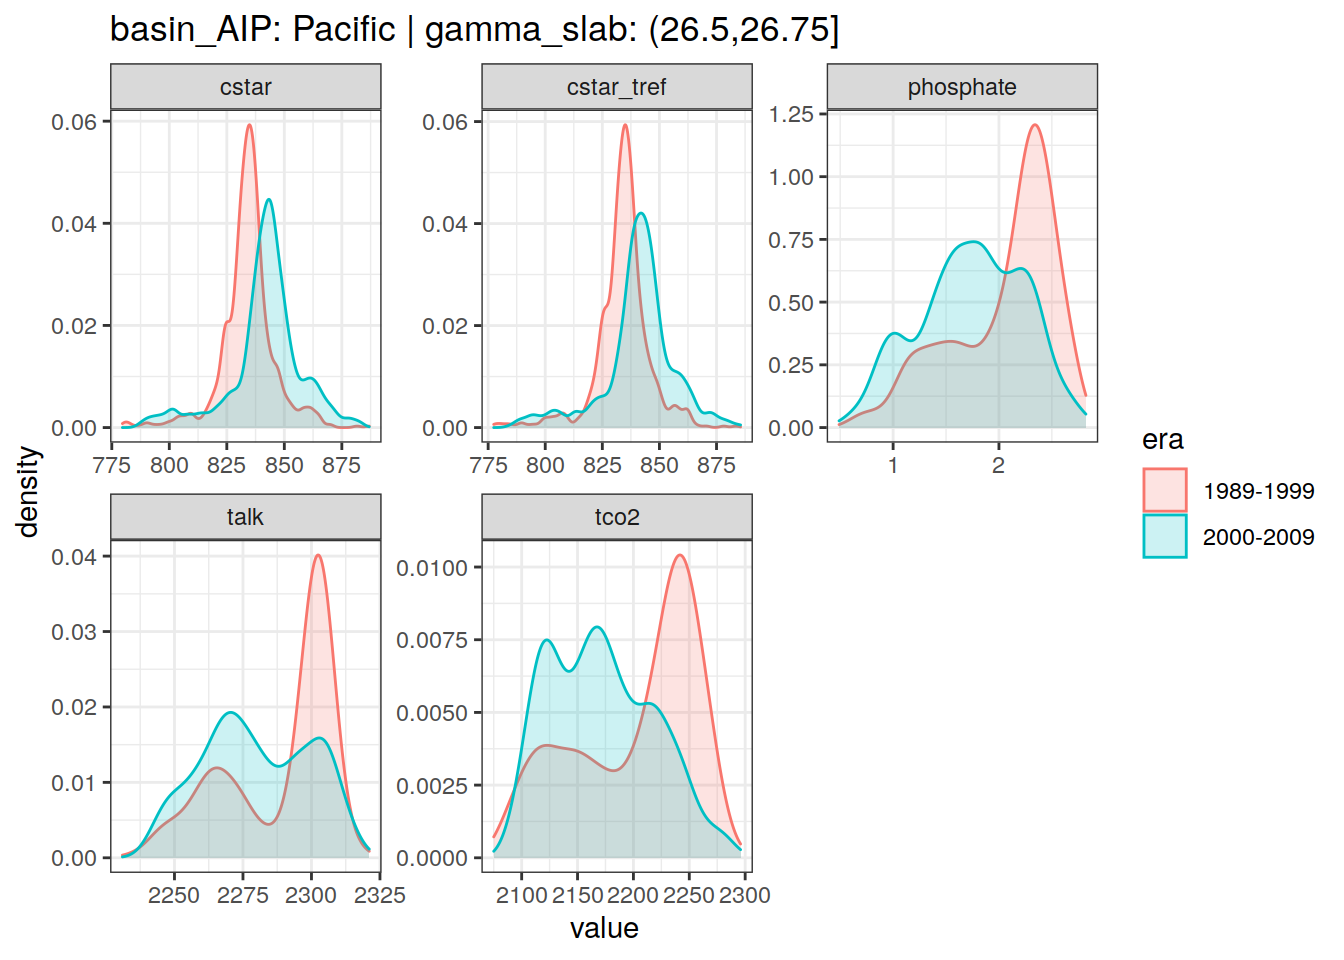 basin_AIP: Pacific | gamma_slab: (26.5,26.75]
cstar
cstar_tref
phosphate
0.06
0.04
0.02
0.00
775 800 825 850 875
0.06
0.04
0.02
0.00
775 800 825 850 875
1.25
1.00
0.75
0.50
0.25
0.00
1 2
density
talk
tco2
0.04
0.03
0.02
0.01
0.00
2250 2275 2300 2325
0.0100
0.0075
0.0050
0.0025
0.0000
2100 2150 2200 2250 2300
value
era
1989-1999
2000-2009